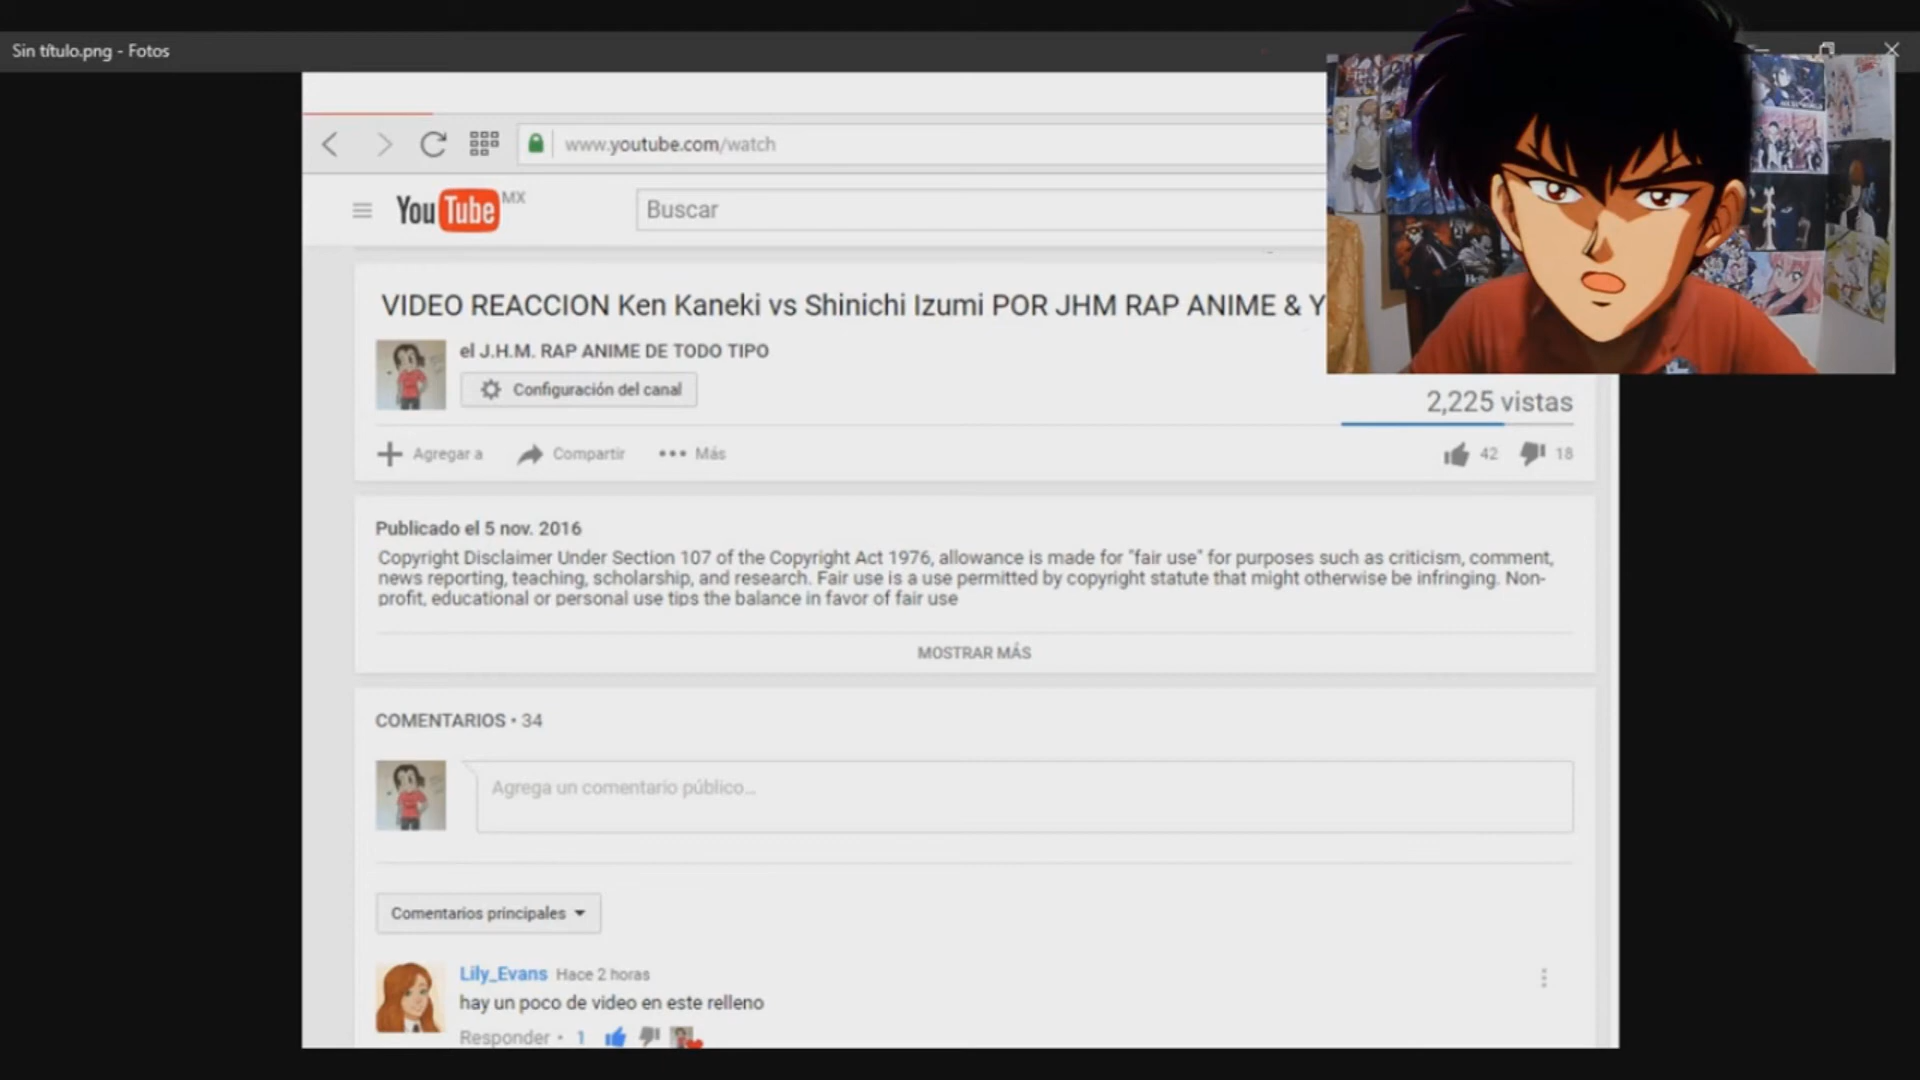 Sin título.png - Fotos
www.youtube.com/watch
YouTube MX
Buscar
VIDEO REACCION Ken Kaneki vs Shinichi Izumi POR JHM RAP ANIME & Y
el J.H.M. RAP ANIME DE TODO TIPO
Configuración del canal
2,225 vistas
Agregar a Compartir Más 42 18
Publicado el 5 nov. 2016
Copyright Disclaimer Under Section 107 of the Copyright Act 1976, allowance is made for "fair use" for purposes such as criticism, comment,
news reporting, teaching, scholarship, and research. Fair use is a use permitted by copyright statute that might otherwise be infringing. Non-
profit, educational or personal use tips the balance in favor of fair use
MOSTRAR MÁS
COMENTARIOS • 34
Agrega un comentario público...
Comentarios principales
Lily_Evans Hace 2 horas
hay un poco de video en este relleno
Responder • 1